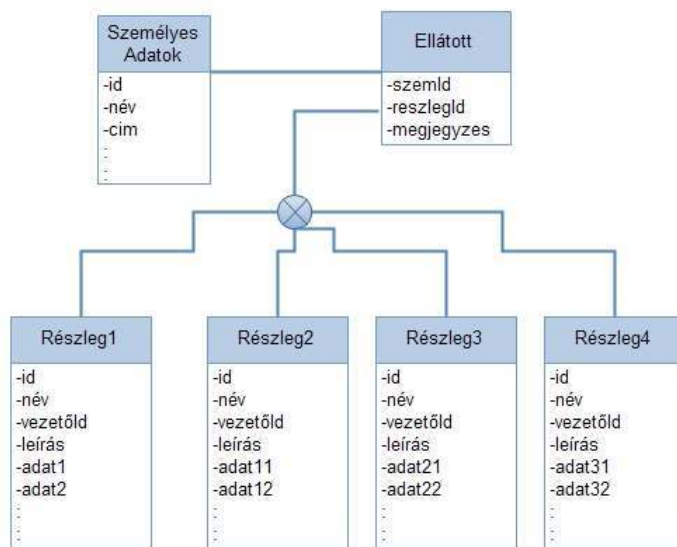 Személyes
Adatok
-id
-név
-cim
:
:
Ellátott
-szemId
-reszlegId
-megjegyzes
Részleg1
-id
-név
-vezetőId
-leírás
-adat1
-adat2
:
:
Részleg2
-id
-név
-vezetőId
-leírás
-adat11
-adat12
:
:
Részleg3
-id
-név
-vezetőId
-leírás
-adat21
-adat22
:
:
Részleg4
-id
-név
-vezetőId
-leírás
-adat31
-adat32
:
: